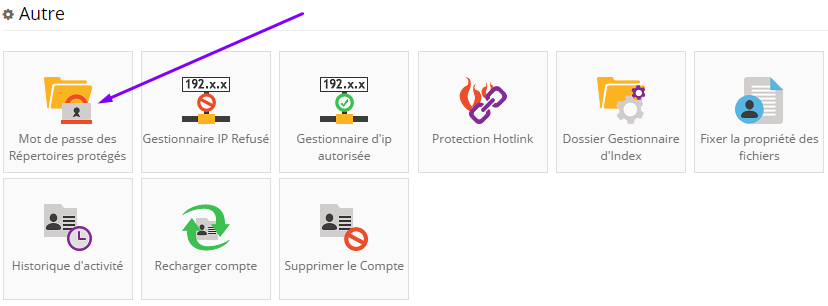 Autre
192.x.x
192.x.x
Mot de passe des
Répertoires protégés
Gestionnaire IP Refusé
Gestionnaire d'ip
autorisée
Protection Hotlink
Dossier Gestionnaire
d'Index
Fixer la propriété des
fichiers
Historique d'activité
Recharger compte
Supprimer le Compte